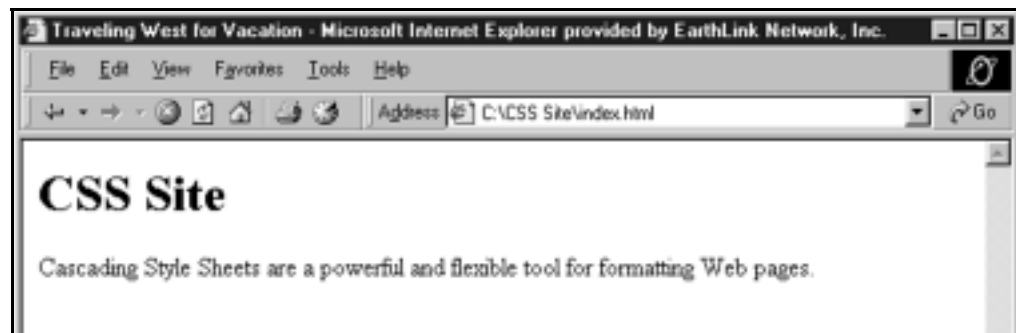 Traveling West for Vacation - Microsoft Internet Explorer provided by EarthLink Network, Inc.
File Edit View Favorites Tools Help
Address C:\CSS Site\index.html Go
CSS Site
Cascading Style Sheets are a powerful and flexible tool for formatting Web pages.